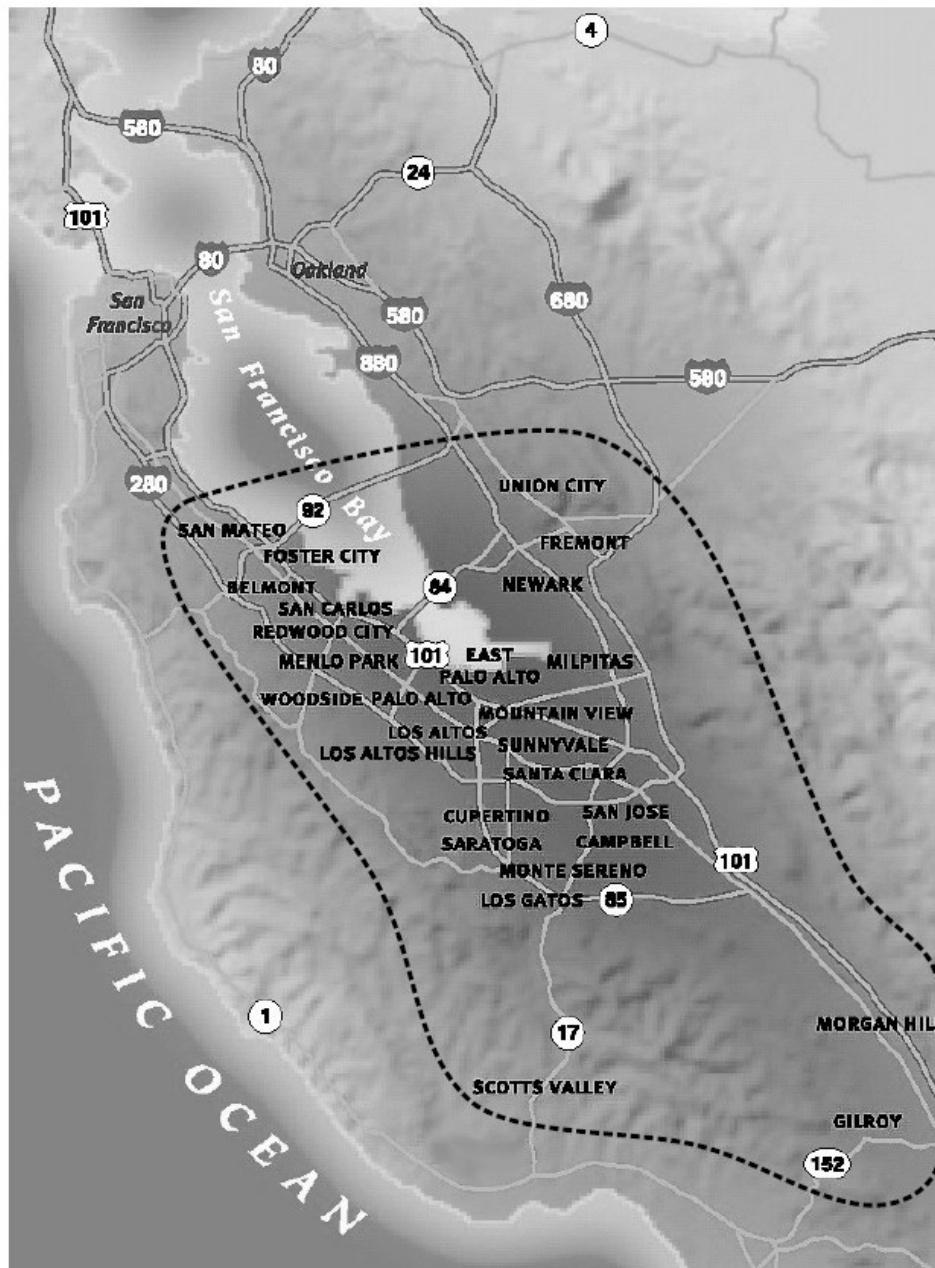 4
80
580
24
101
80
Oakland
San
Francisco
680
580
880
580
San Francisco Bay
280
UNION CITY
92
SAN MATEO
FREMONT
FOSTER CITY
BELMONT
84
NEWARK
SAN CARLOS
REDWOOD CITY
101
EAST
PALO ALTO
MENLO PARK
MILPITAS
WOODSIDE
PALO ALTO
MOUNTAIN VIEW
LOS ALTOS
LOS ALTOS HILLS
SUNNYVALE
SANTA CLARA
CUPERTINO
SAN JOSE
SARATOGA
CAMPBELL
101
MONTE SERENO
LOS GATOS
85
PACIFIC OCEAN
1
17
MORGAN HIL
SCOTTS VALLEY
GILROY
152